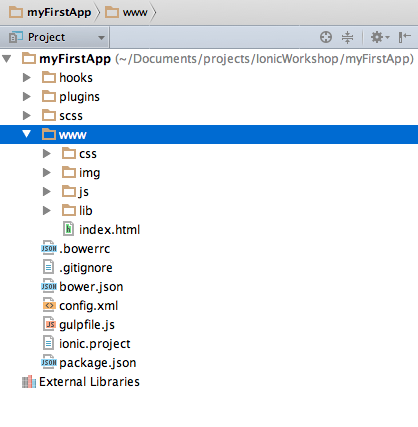 myFirstApp www
Project
myFirstApp (~/Documents/projects/IonicWorkshop/myFirstApp)
hooks
plugins
scss
www
css
img
js
lib
index.html
.bowerrc
.gitignore
bower.json
config.xml
gulpfile.js
ionic.project
package.json
External Libraries